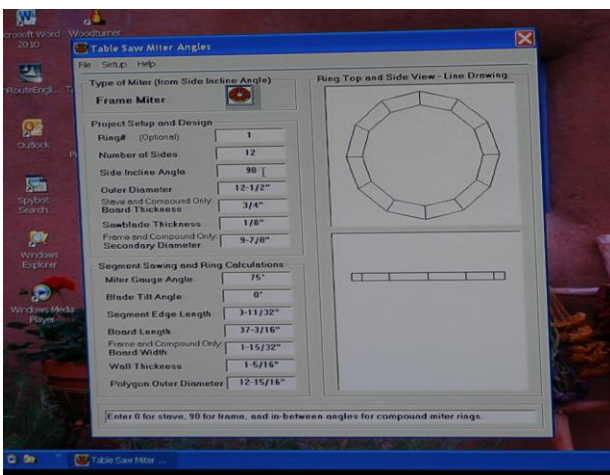 crosoft Word
2010
Woodturner
nRouteEngl...
Outlook
Spybot -
Search...
Windows
Explorer
Windows Media
Player
Table Saw Miter Angles
File Setup Help
Type of Miter (from Side Incline Angle)
Frame Miter
Project Setup and Design
Ring# (Optional) 1
Number of Sides 12
Side Incline Angle 90
Outer Diameter 12-1/2"
Stave and Compound Only:
Board Thickness 3/4"
Sawblade Thickness 1/8"
Frame and Compound Only:
Secondary Diameter 9-7/8"
Segment Sawing and Ring Calculations
Miter Gauge Angle 75°
Blade Tilt Angle 0°
Segment Edge Length 3-11/32"
Board Length 37-3/16"
Frame and Compound Only:
Board Width 1-15/32"
Wall Thickness 1-5/16"
Polygon Outer Diameter 12-15/16"
Ring Top and Side View - Line Drawing
Enter 0 for stave, 90 for frame, and in-between angles for compound miter rings.
Table Saw Miter ...